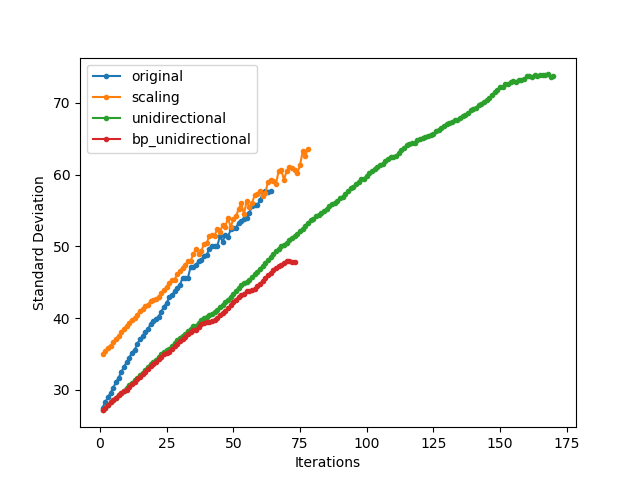 original
scaling
unidirectional
bp_unidirectional
Standard Deviation
70
60
50
40
30
0 25 50 75 100 125 150 175
Iterations